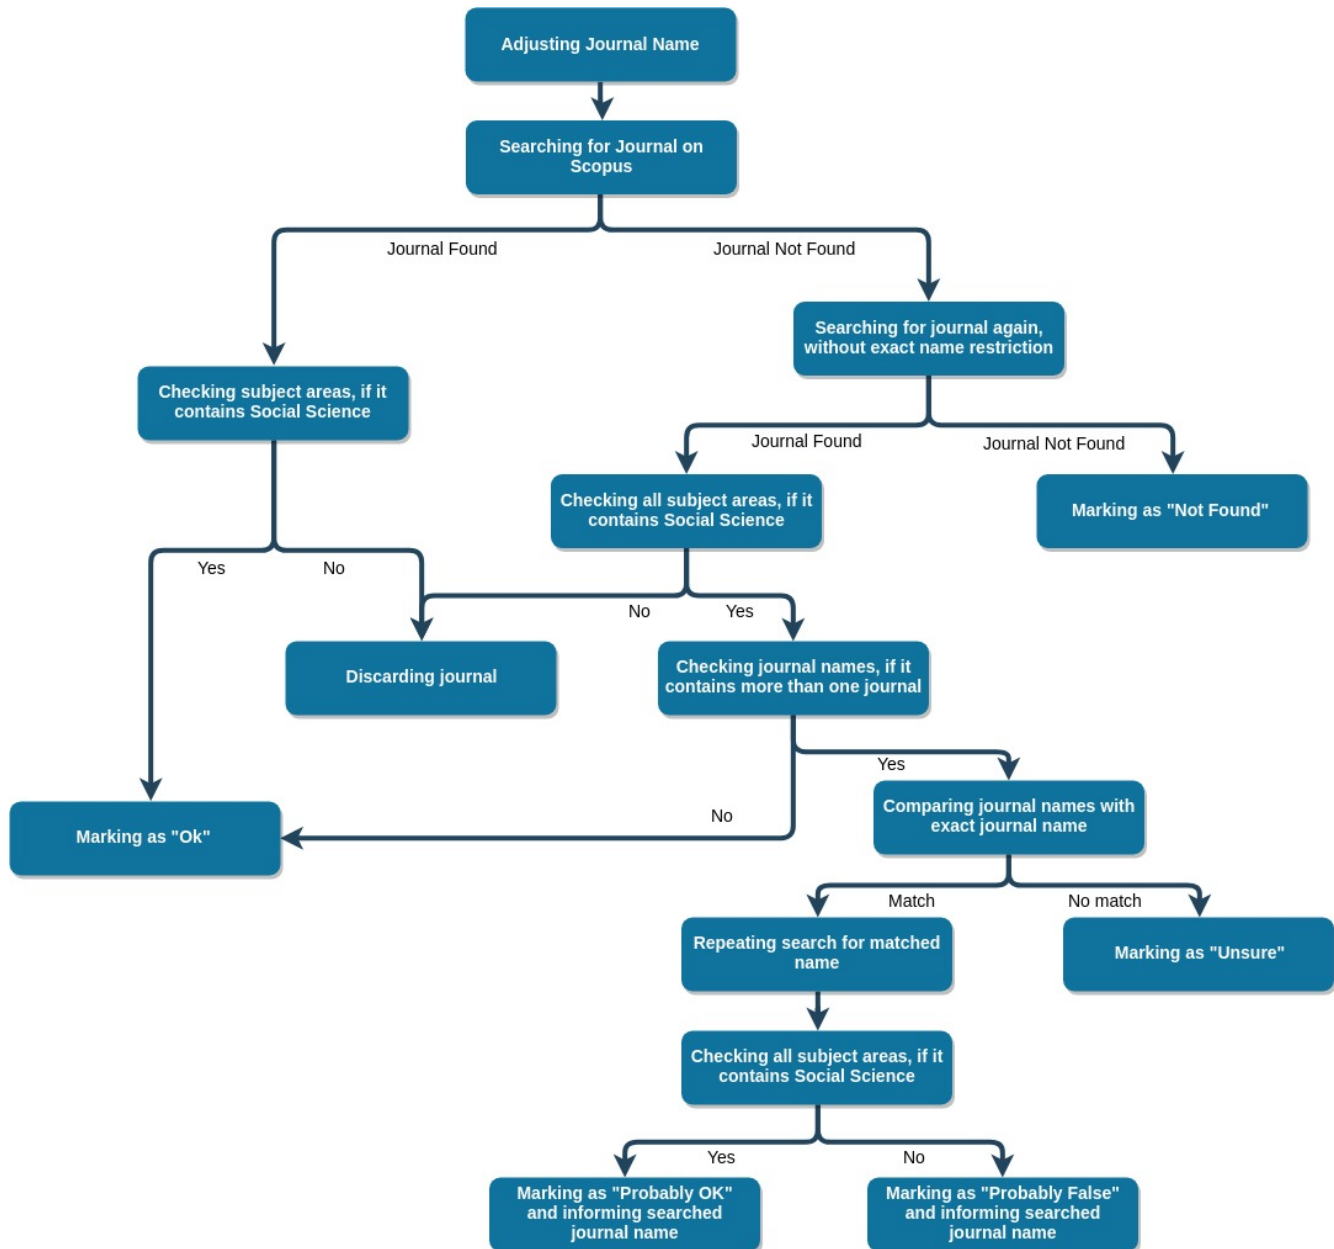 Adjusting Journal Name
Searching for Journal on
Scopus
Journal Found
Journal Not Found
Searching for journal again,
without exact name restriction
Checking subject areas, if it
contains Social Science
Journal Found
Journal Not Found
Checking all subject areas, if it
contains Social Science
Marking as "Not Found"
Yes
No
No
Yes
Discarding journal
Checking journal names, if it
contains more than one journal
Yes
No
Marking as "Ok"
Comparing journal names with
exact journal name
Match
No match
Repeating search for matched
name
Marking as "Unsure"
Checking all subject areas, if it
contains Social Science
Yes
No
Marking as "Probably OK"
and informing searched
journal name
Marking as "Probably False"
and informing searched
journal name